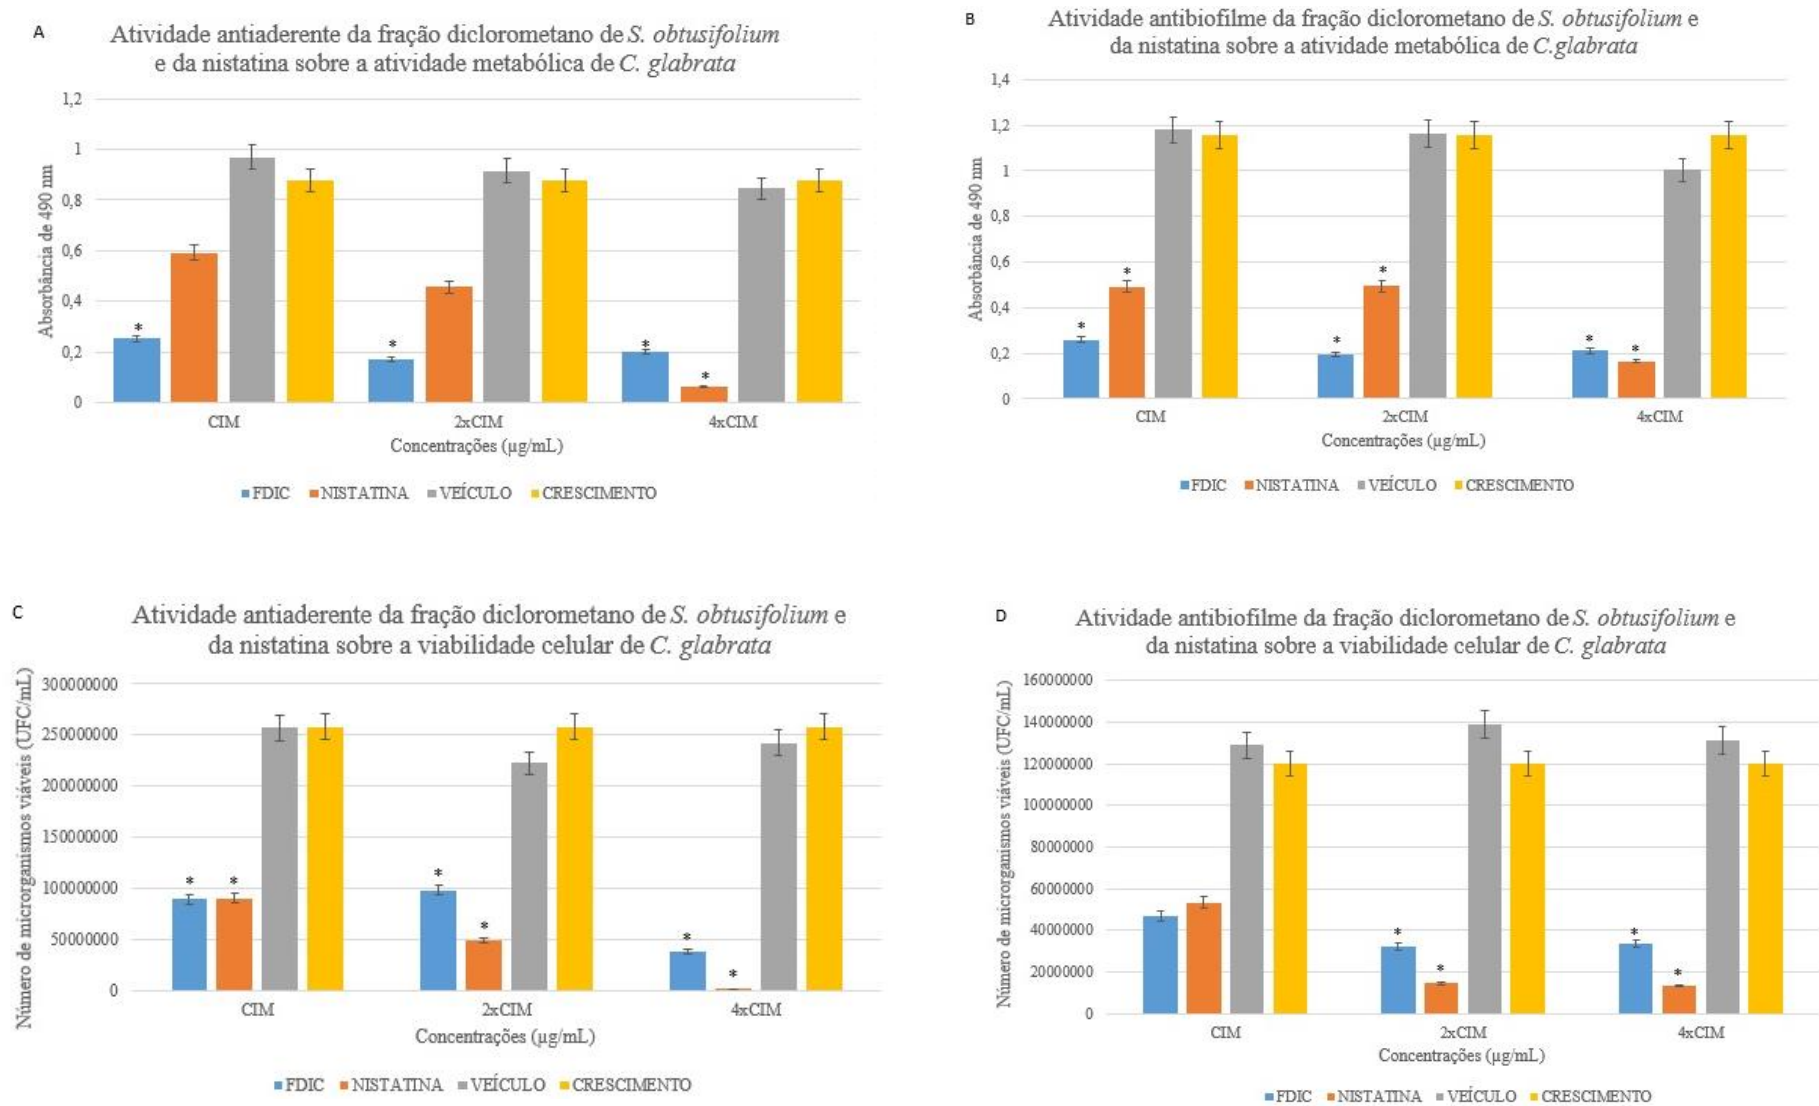 A
Atividade antiaderente da fração diclorometano de S. obtusifolium
e da nistatina sobre a atividade metabólica de C. glabrata
Absorbância de 490 nm
1,2
1
0,8
0,6
0,4
0,2
0
*
*
*
*
CIM
2xCIM
4xCIM
Concentrações (µg/mL)
FDIC NISTATINA VEÍCULO CRESCIMENTO
B
Atividade antibiofilme da fração diclorometano de S. obtusifolium e
da nistatina sobre a atividade metabólica de C.glabrata
Absorbância de 490 nm
1,4
1,2
1
0,8
0,6
0,4
0,2
0
*
*
*
*
*
*
CIM
2xCIM
4xCIM
Concentrações (µg/mL)
FDIC NISTATINA VEÍCULO CRESCIMENTO
C
Atividade antiaderente da fração diclorometano de S. obtusifolium e
da nistatina sobre a viabilidade celular de C. glabrata
Número de microrganismos viáveis (UFC/mL)
300000000
250000000
200000000
150000000
100000000
50000000
0
*
*
*
*
*
*
CIM
2xCIM
4xCIM
Concentrações (µg/mL)
FDIC NISTATINA VEÍCULO CRESCIMENTO
D
Atividade antibiofilme da fração diclorometano de S. obtusifolium e
da nistatina sobre a viabilidade celular de C. glabrata
Número de microrganismos viáveis (UFC/mL)
160000000
140000000
120000000
100000000
80000000
60000000
40000000
20000000
0
*
*
*
*
CIM
2xCIM
4xCIM
Concentrações (µg/mL)
FDIC NISTATINA VEÍCULO CRESCIMENTO